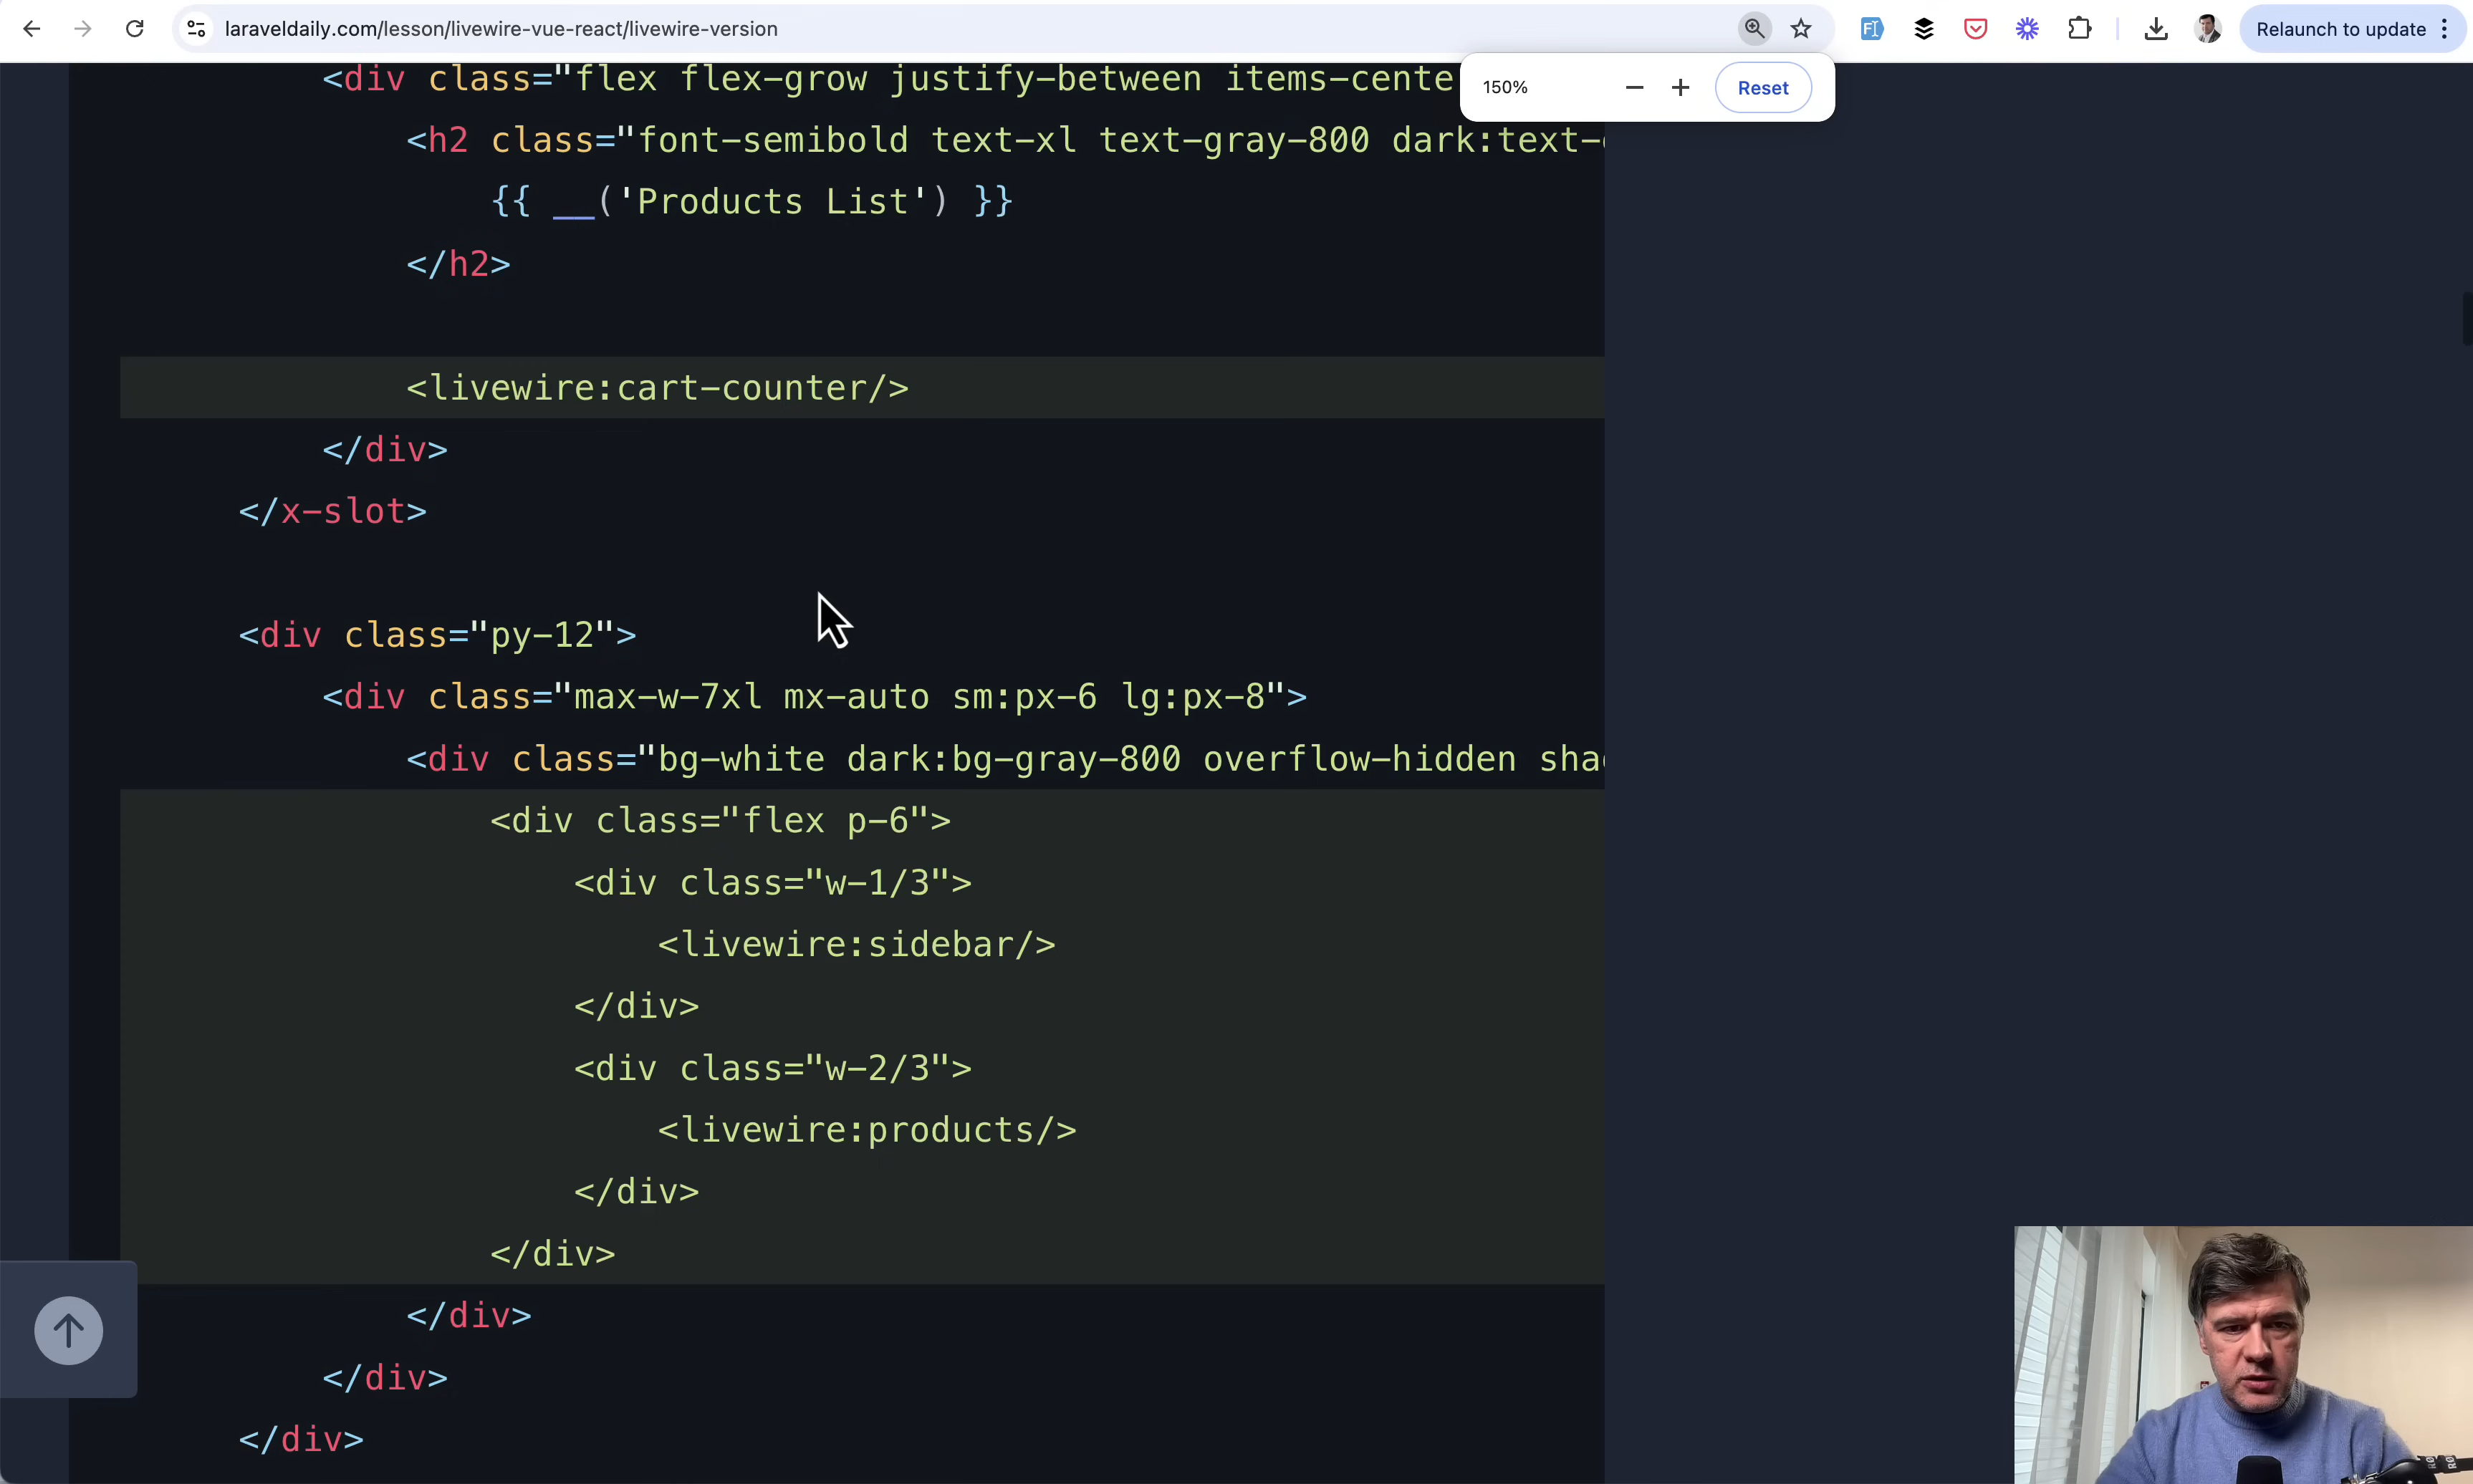 laraveldaily.com/lesson/livewire-vue-react/livewire-version
Relaunch to update
150%
Reset
<div class="flex flex-grow justify-between items-cente
<h2 class="font-semibold text-xl text-gray-800 dark:text-
{{ __('Products List') }}
</h2>
<livewire:cart-counter/>
</div>
</x-slot>
<div class="py-12">
<div class="max-w-7xl mx-auto sm:px-6 lg:px-8">
<div class="bg-white dark:bg-gray-800 overflow-hidden sha
<div class="flex p-6">
<div class="w-1/3">
<livewire:sidebar/>
</div>
<div class="w-2/3">
<livewire:products/>
</div>
</div>
</div>
</div>
</div>